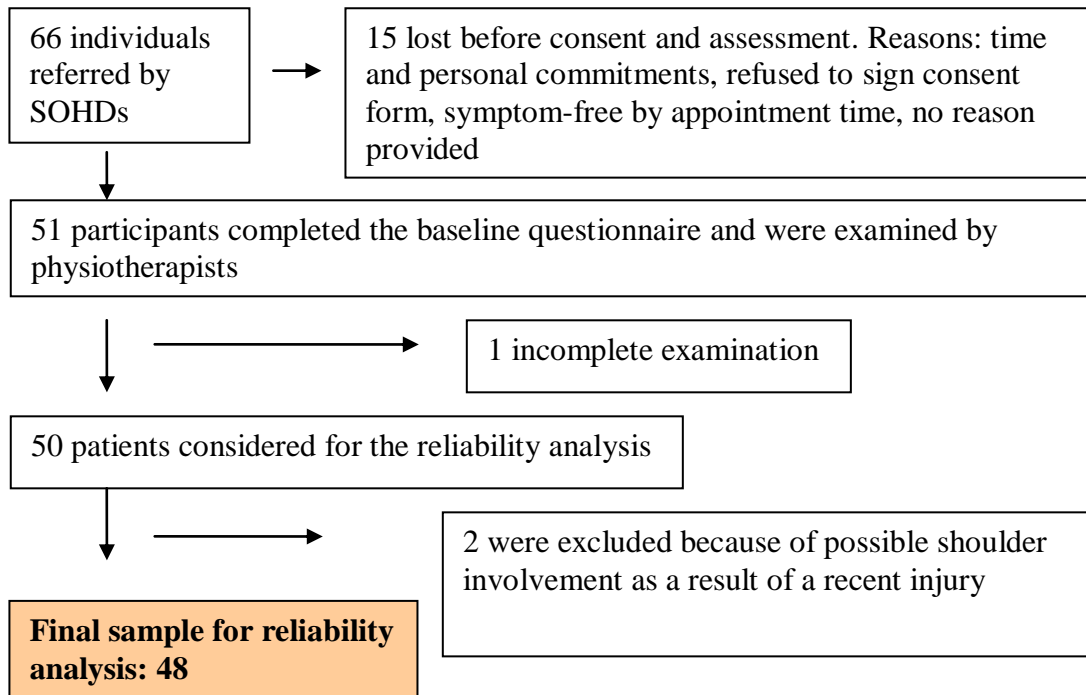 66 individuals
referred by
SOHDs
15 lost before consent and assessment. Reasons: time
and personal commitments, refused to sign consent
form, symptom-free by appointment time, no reason
provided
51 participants completed the baseline questionnaire and were examined by
physiotherapists
1 incomplete examination
50 patients considered for the reliability analysis
2 were excluded because of possible shoulder
involvement as a result of a recent injury
Final sample for reliability
analysis: 48